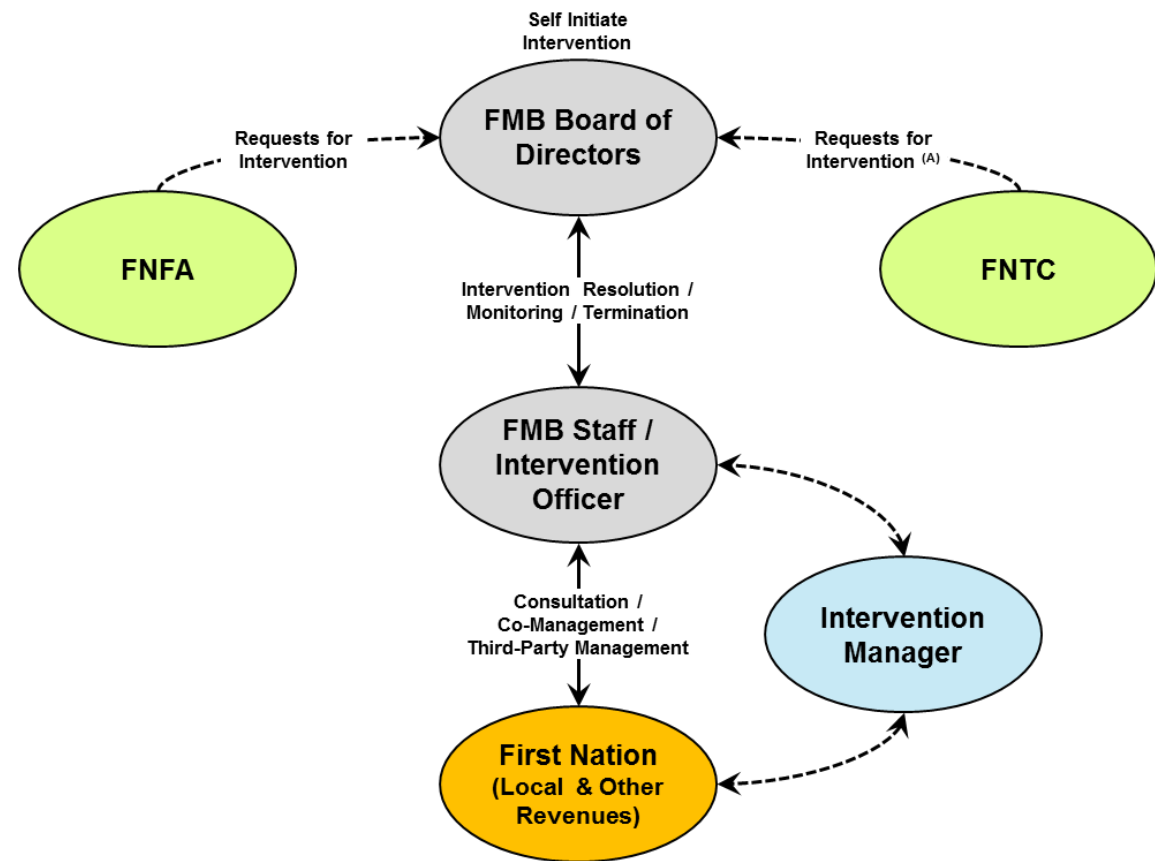 Self Initiate
Intervention
FMB Board of
Directors
Requests for
Intervention
Requests for
Intervention (A)
FNFA
FNTC
Intervention Resolution /
Monitoring / Termination
FMB Staff /
Intervention
Officer
Consultation /
Co-Management /
Third-Party Management
Intervention
Manager
First Nation
(Local & Other
Revenues)